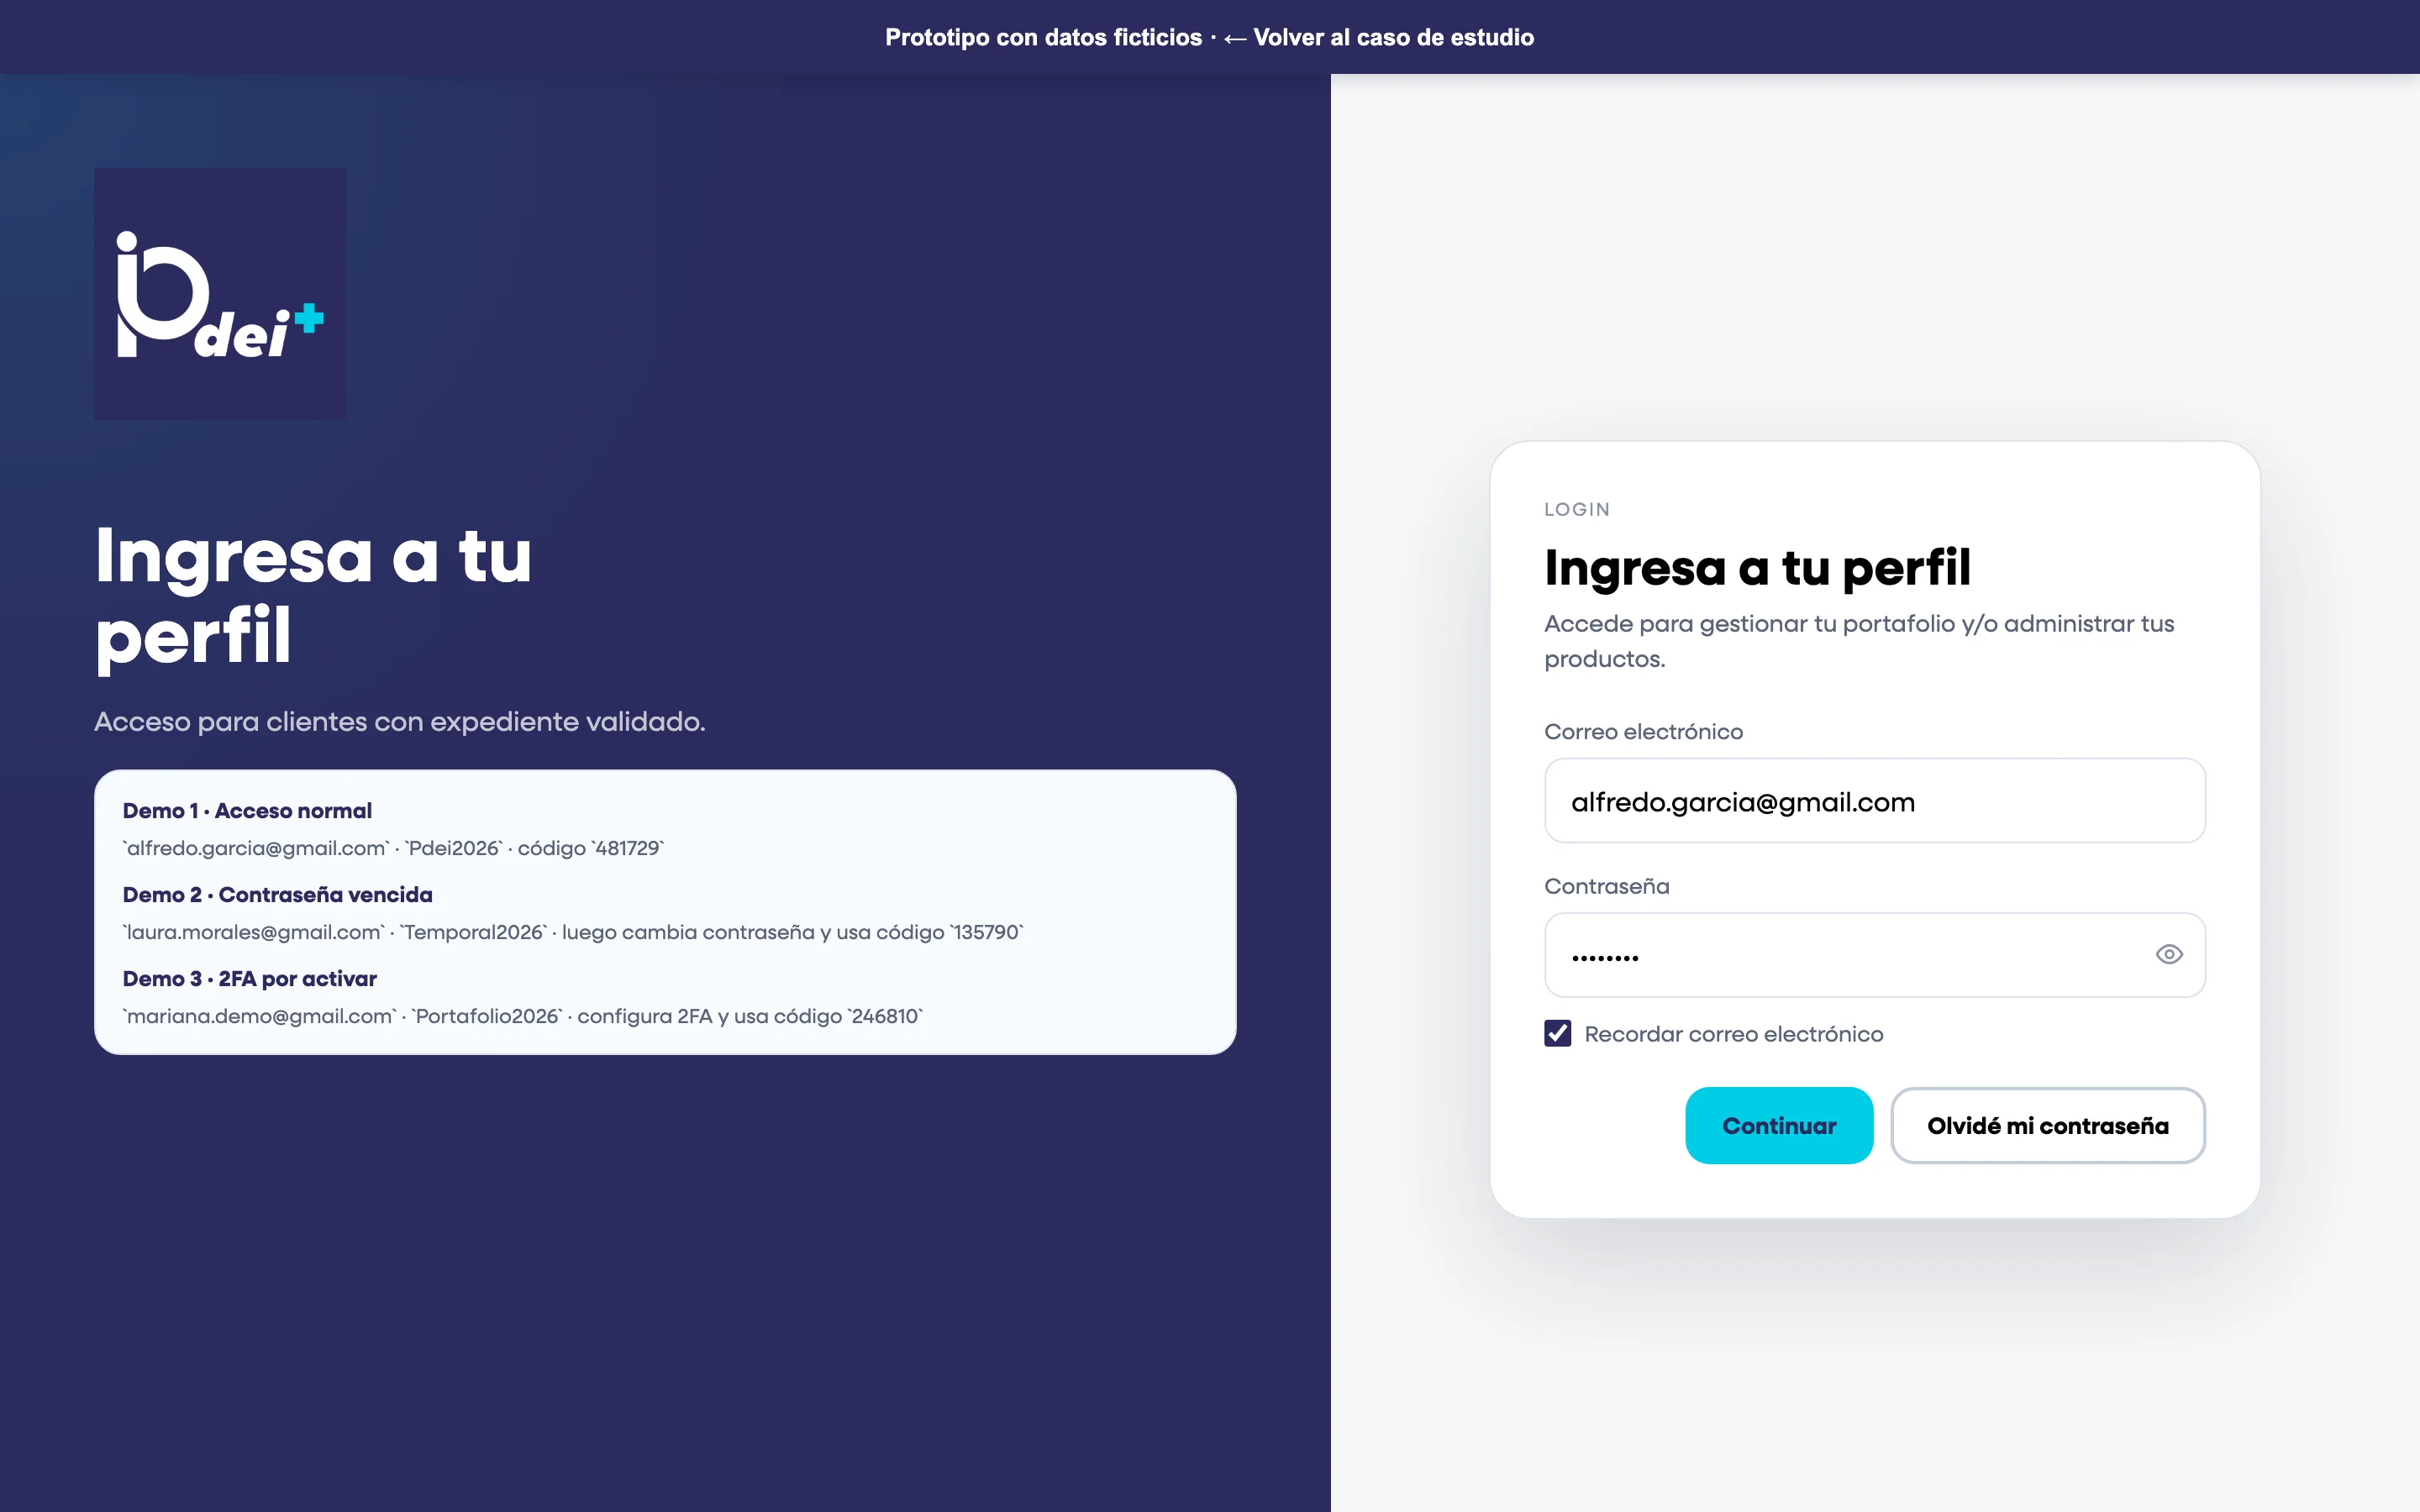 Prototipo con datos ficticios · ← Volver al caso de estudio
pdei+
Ingresa a tu
perfil
Acceso para clientes con expediente validado.
Demo 1 · Acceso normal
`alfredo.garcia@gmail.com` · `Pdei2026` · código `481729`
Demo 2 · Contraseña vencida
`laura.morales@gmail.com` · `Temporal2026` · luego cambia contraseña y usa código `135790`
Demo 3 · 2FA por activar
`mariana.demo@gmail.com` · `Portafolio2026` · configura 2FA y usa código `246810`
LOGIN
Ingresa a tu perfil
Accede para gestionar tu portafolio y/o administrar tus
productos.
Correo electrónico
alfredo.garcia@gmail.com
Contraseña
••••••••
Recordar correo electrónico
Continuar
Olvidé mi contraseña